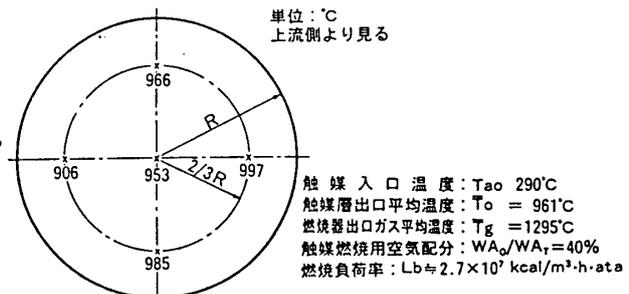 単位：℃
上流側より見る
966
R
906
953
997
2/3R
985
触媒入口温度：Tao 290℃
触媒層出口平均温度：T̄o = 961℃
燃焼器出口ガス平均温度：T̄g =1295℃
触媒燃焼用空気配分：WA₀/WA_T=40%
燃焼負荷率：Lb≒2.7×10⁷ kcal/m³·h·ata